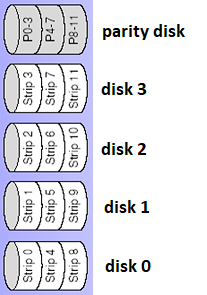 P0-3 P4-7 P8-11 parity disk
Strip 3 Strip 7 Strip 11 disk 3
Strip 2 Strip 6 Strip 10 disk 2
Strip 1 Strip 5 Strip 9 disk 1
Strip 0 Strip 4 Strip 8 disk 0